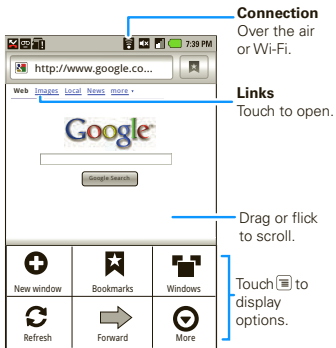 7:39 PM
http://www.google.co...
Web Images Local News more
Google
Google Search
New window Bookmarks Windows
Refresh Forward More
Connection
Over the air
or Wi-Fi.
Links
Touch to open.
Drag or flick
to scroll.
Touch to
display
options.